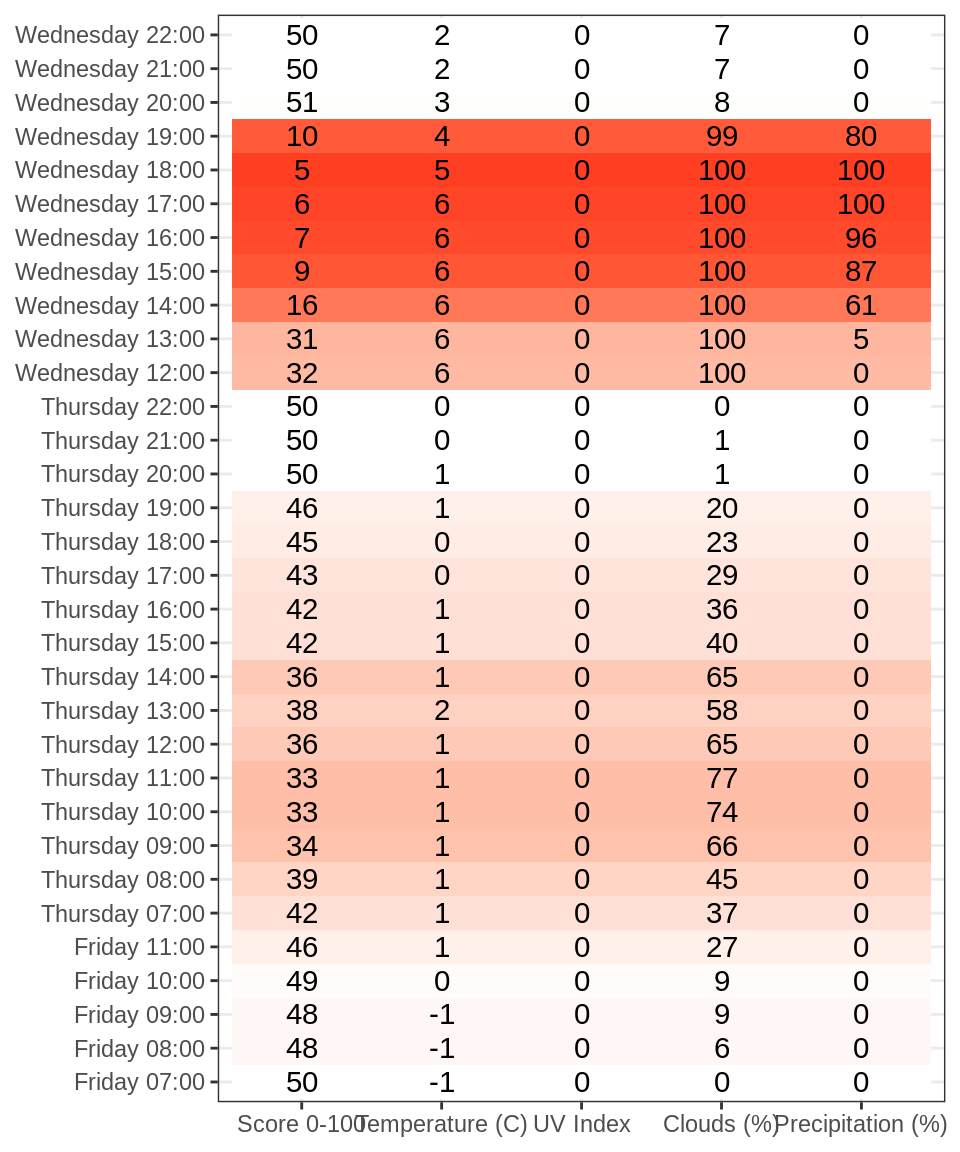 Wednesday 22:00 50 2 0 7 0
Wednesday 21:00 50 2 0 7 0
Wednesday 20:00 51 3 0 8 0
Wednesday 19:00 10 4 0 99 80
Wednesday 18:00 5 5 0 100 100
Wednesday 17:00 6 6 0 100 100
Wednesday 16:00 7 6 0 100 96
Wednesday 15:00 9 6 0 100 87
Wednesday 14:00 16 6 0 100 61
Wednesday 13:00 31 6 0 100 5
Wednesday 12:00 32 6 0 100 0
Thursday 22:00 50 0 0 0 0
Thursday 21:00 50 0 0 1 0
Thursday 20:00 50 1 0 1 0
Thursday 19:00 46 1 0 20 0
Thursday 18:00 45 0 0 23 0
Thursday 17:00 43 0 0 29 0
Thursday 16:00 42 1 0 36 0
Thursday 15:00 42 1 0 40 0
Thursday 14:00 36 1 0 65 0
Thursday 13:00 38 2 0 58 0
Thursday 12:00 36 1 0 65 0
Thursday 11:00 33 1 0 77 0
Thursday 10:00 33 1 0 74 0
Thursday 09:00 34 1 0 66 0
Thursday 08:00 39 1 0 45 0
Thursday 07:00 42 1 0 37 0
Friday 11:00 46 1 0 27 0
Friday 10:00 49 0 0 9 0
Friday 09:00 48 -1 0 9 0
Friday 08:00 48 -1 0 6 0
Friday 07:00 50 -1 0 0 0
Score 0-100 Temperature (C) UV Index Clouds (%) Precipitation (%)